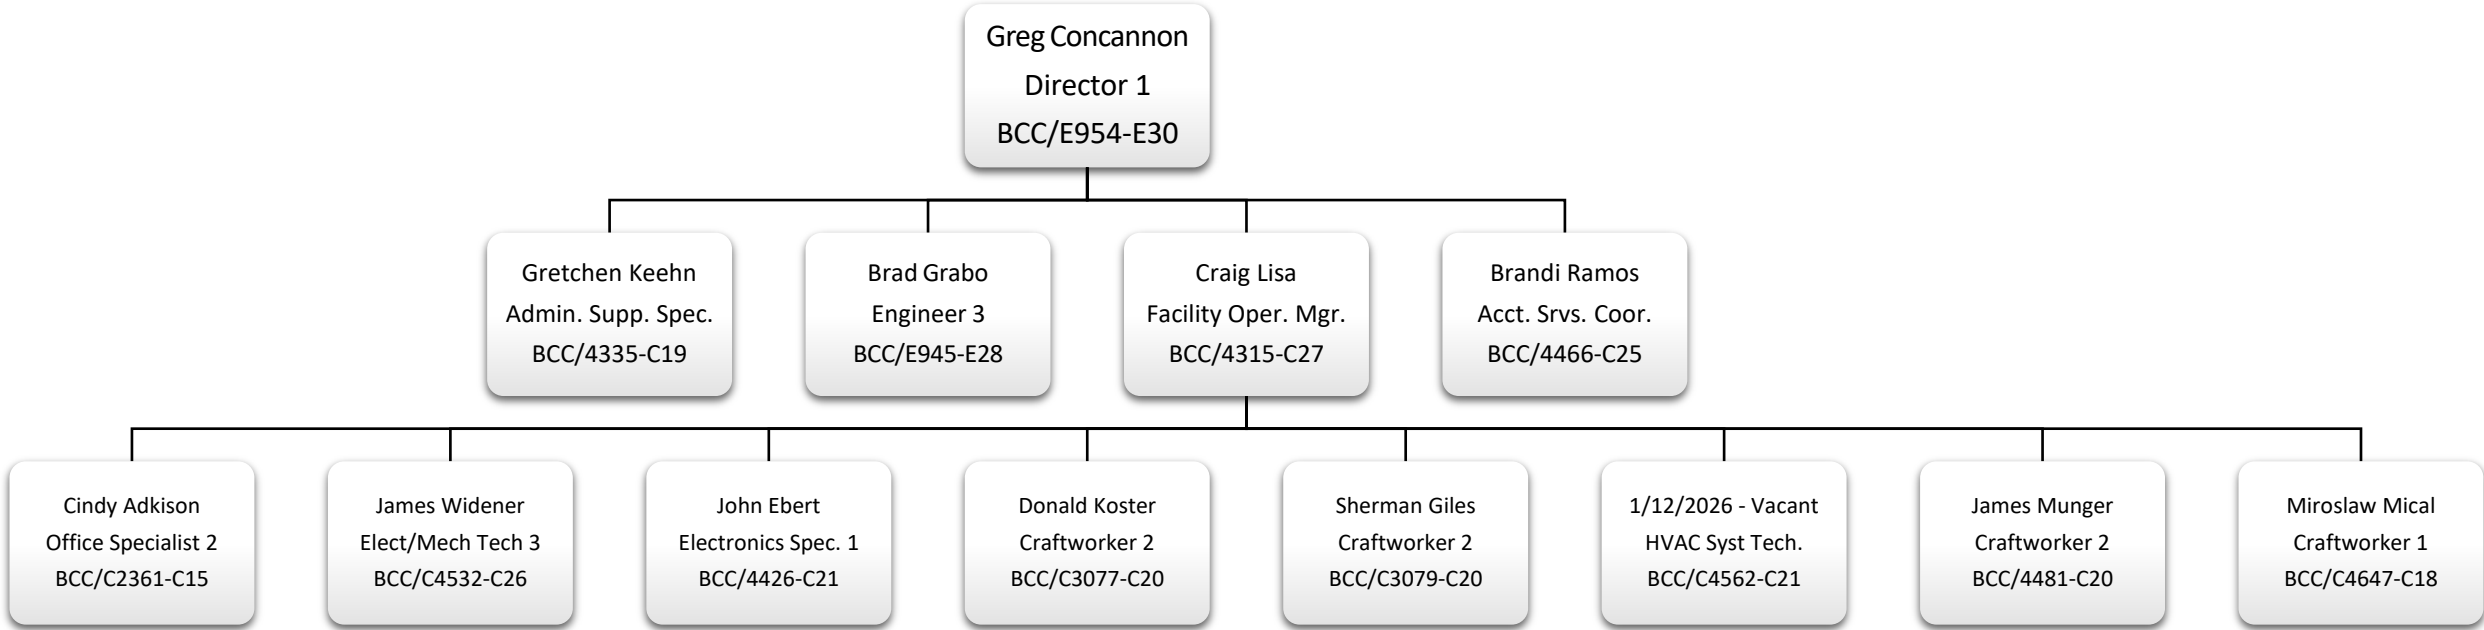 Greg Concannon
Director 1
BCC/E954-E30
Gretchen Keehn
Admin. Supp. Spec.
BCC/4335-C19
Brad Grabo
Engineer 3
BCC/E945-E28
Craig Lisa
Facility Oper. Mgr.
BCC/4315-C27
Brandi Ramos
Acct. Srvs. Coor.
BCC/4466-C25
Cindy Adkison
Office Specialist 2
BCC/C2361-C15
James Widener
Elect/Mech Tech 3
BCC/C4532-C26
John Ebert
Electronics Spec. 1
BCC/4426-C21
Donald Koster
Craftworker 2
BCC/C3077-C20
Sherman Giles
Craftworker 2
BCC/C3079-C20
1/12/2026 - Vacant
HVAC Syst Tech.
BCC/C4562-C21
James Munger
Craftworker 2
BCC/4481-C20
Miroslaw Mical
Craftworker 1
BCC/C4647-C18